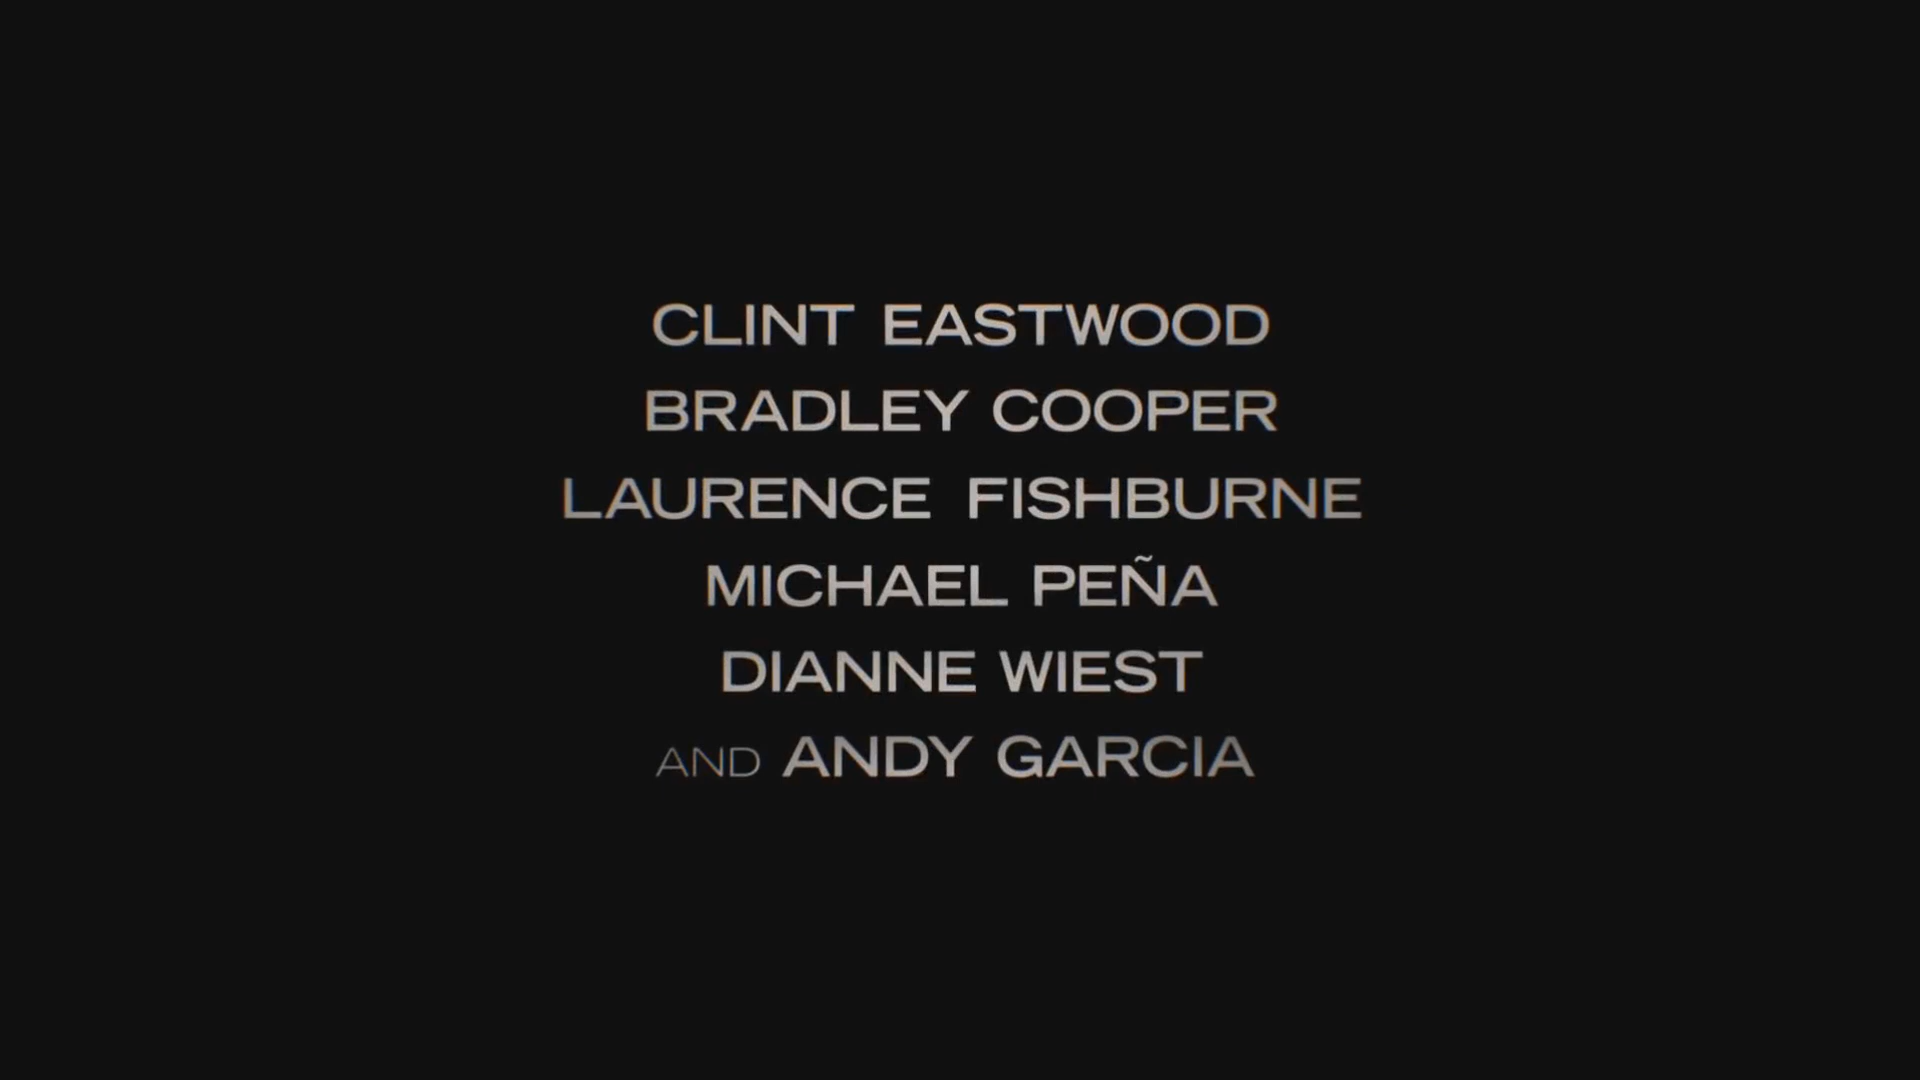 CLINT EASTWOOD
BRADLEY COOPER
LAURENCE FISHBURNE
MICHAEL PEÑA
DIANNE WIEST
AND ANDY GARCIA